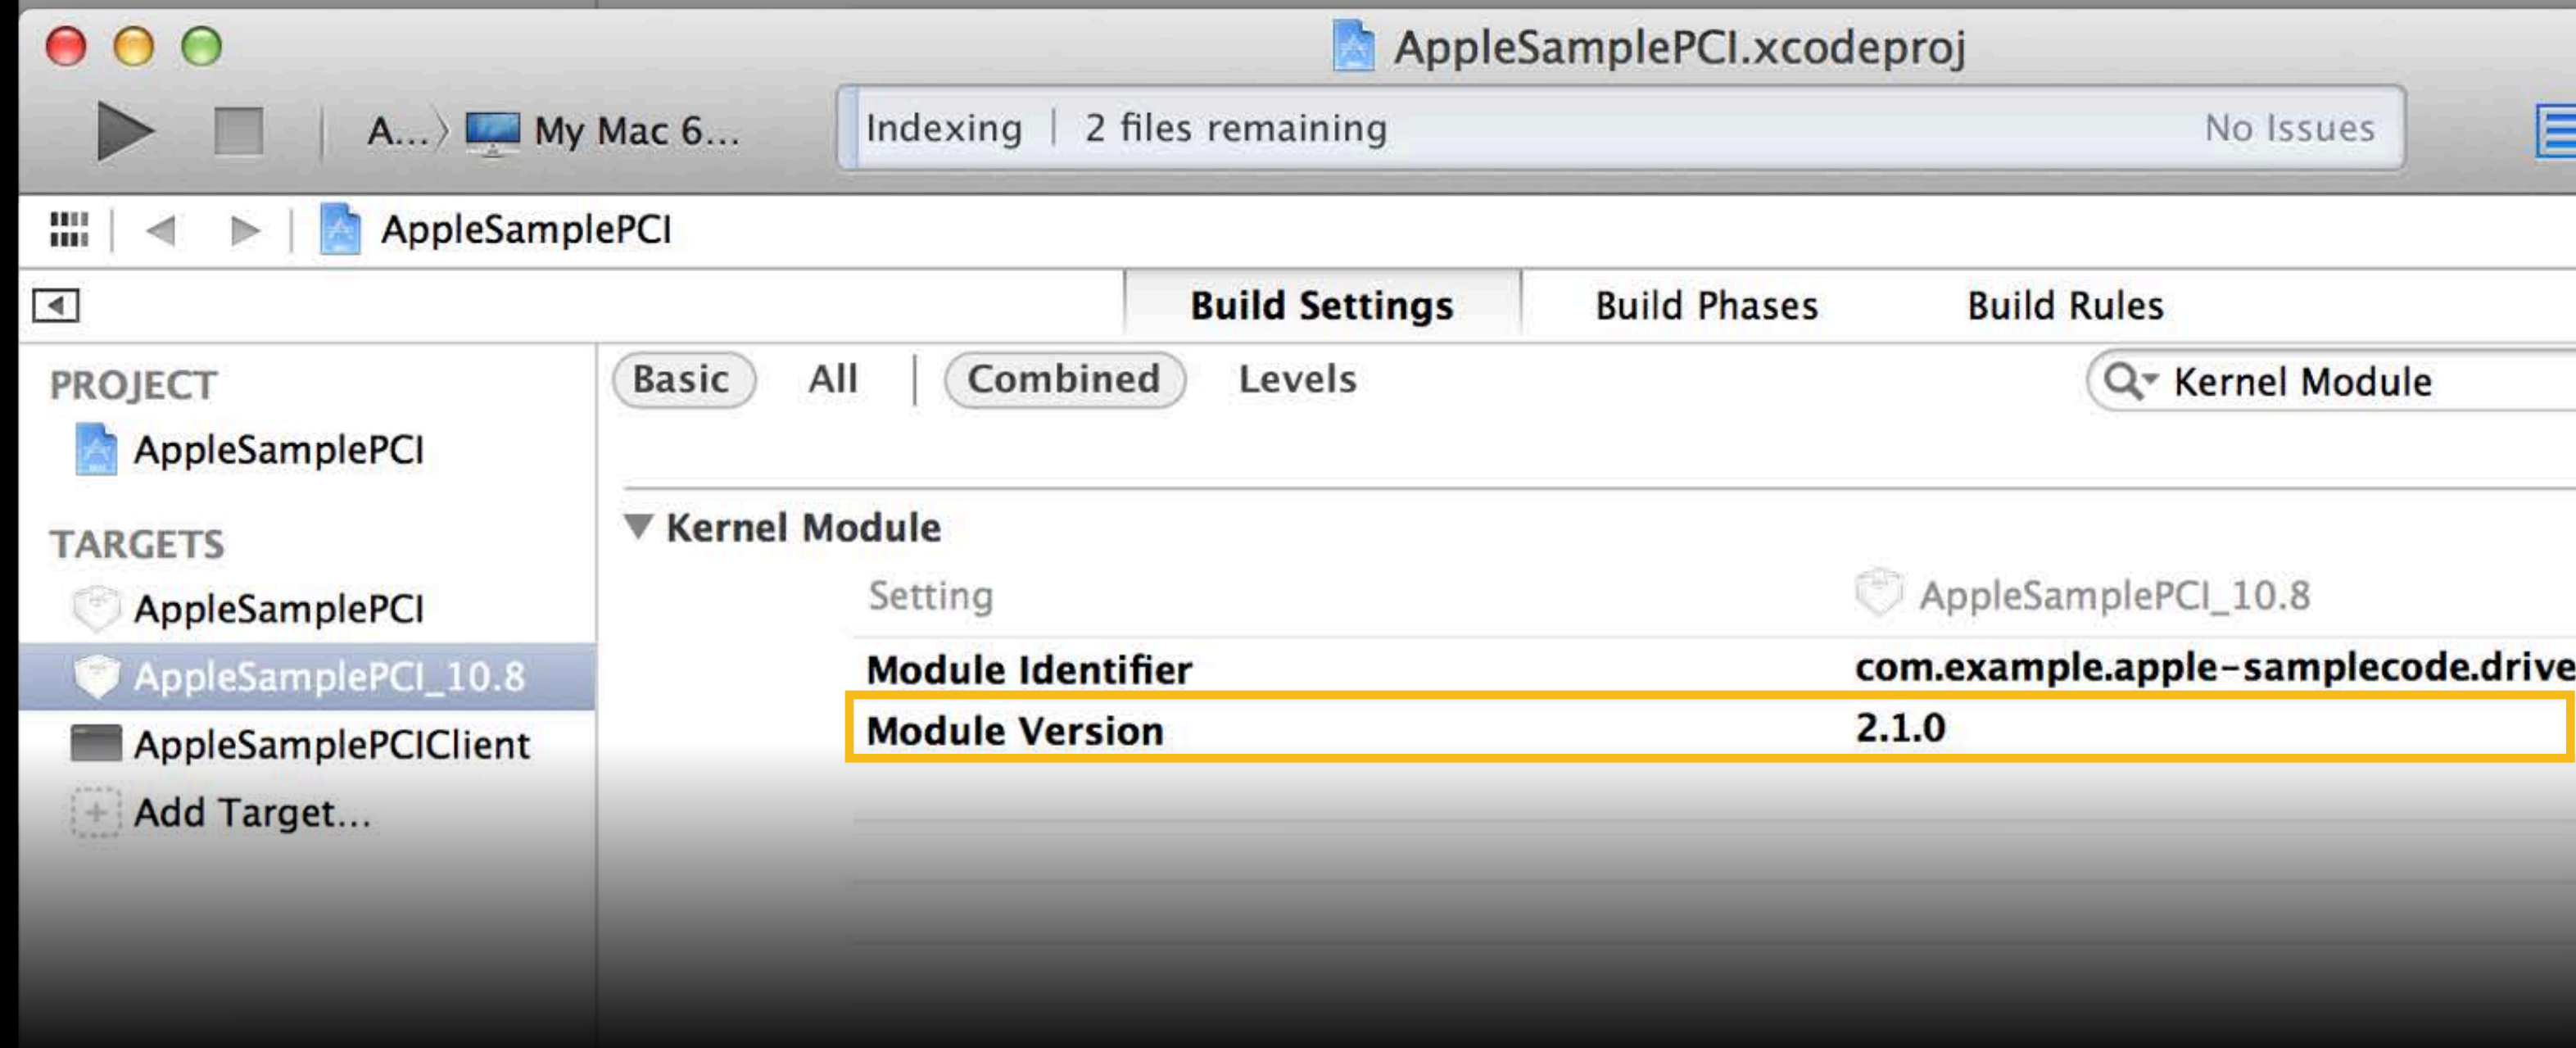 AppleSamplePCI.xcodeproj
A... My Mac 6... Indexing | 2 files remaining No Issues
AppleSamplePCI
Build Settings Build Phases Build Rules
PROJECT
AppleSamplePCI
TARGETS
AppleSamplePCI
AppleSamplePCI_10.8
AppleSamplePCIClient
Add Target...
Basic All | Combined Levels Kernel Module
Kernel Module
Setting AppleSamplePCI_10.8
Module Identifier com.example.apple-samplecode.drive
Module Version 2.1.0